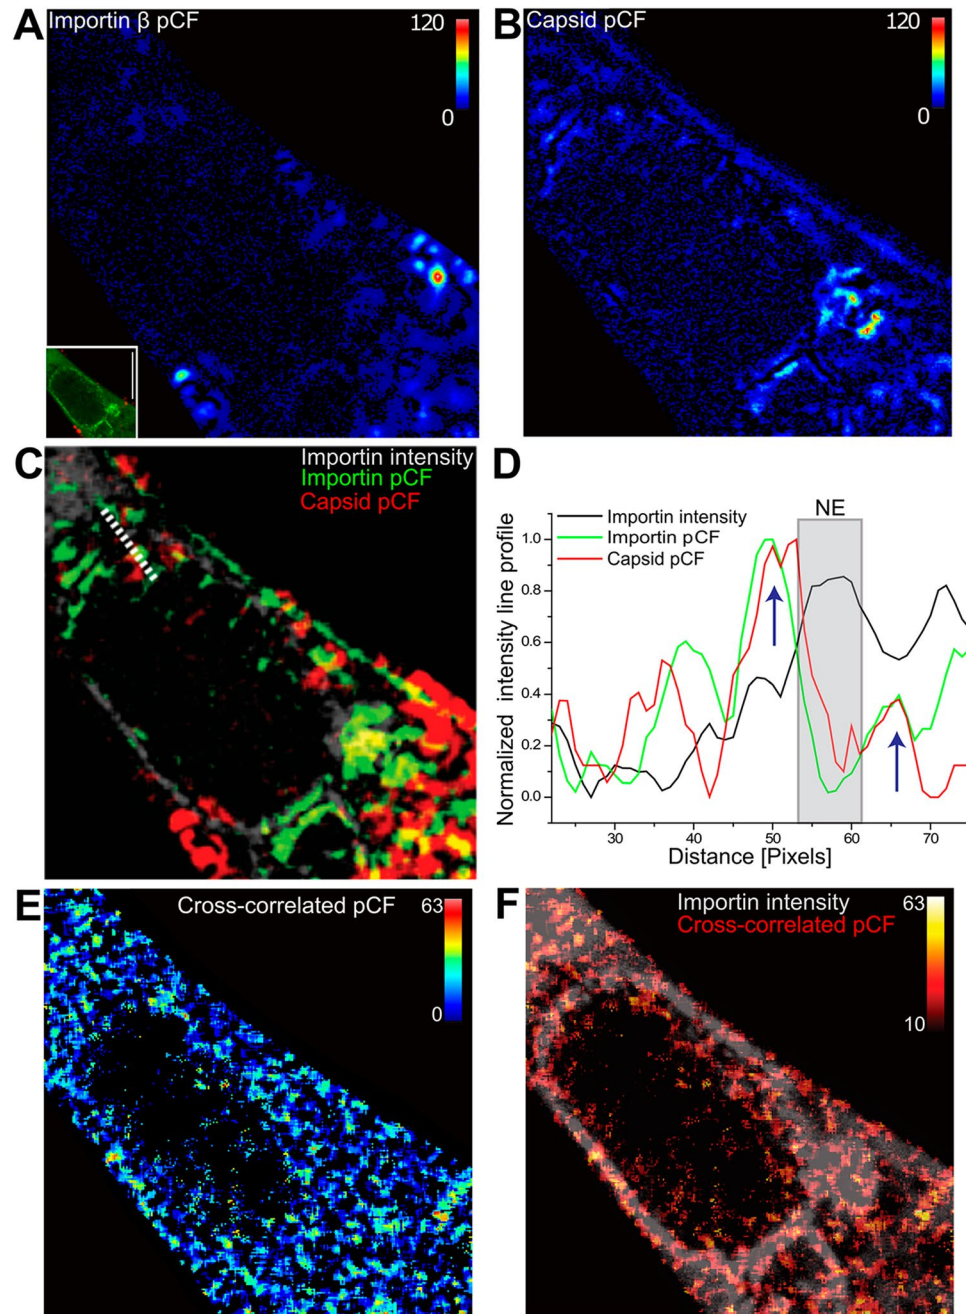 A
Importin β pCF
120
0
B
Capsid pCF
120
0
C
Importin intensity
Importin pCF
Capsid pCF
D
NE
Importin intensity
Importin pCF
Capsid pCF
Normalized intensity line profile
1.0
0.8
0.6
0.4
0.2
0.0
30
40
50
60
70
Distance [Pixels]
E
Cross-correlated pCF
63
0
F
Importin intensity
Cross-correlated pCF
63
10